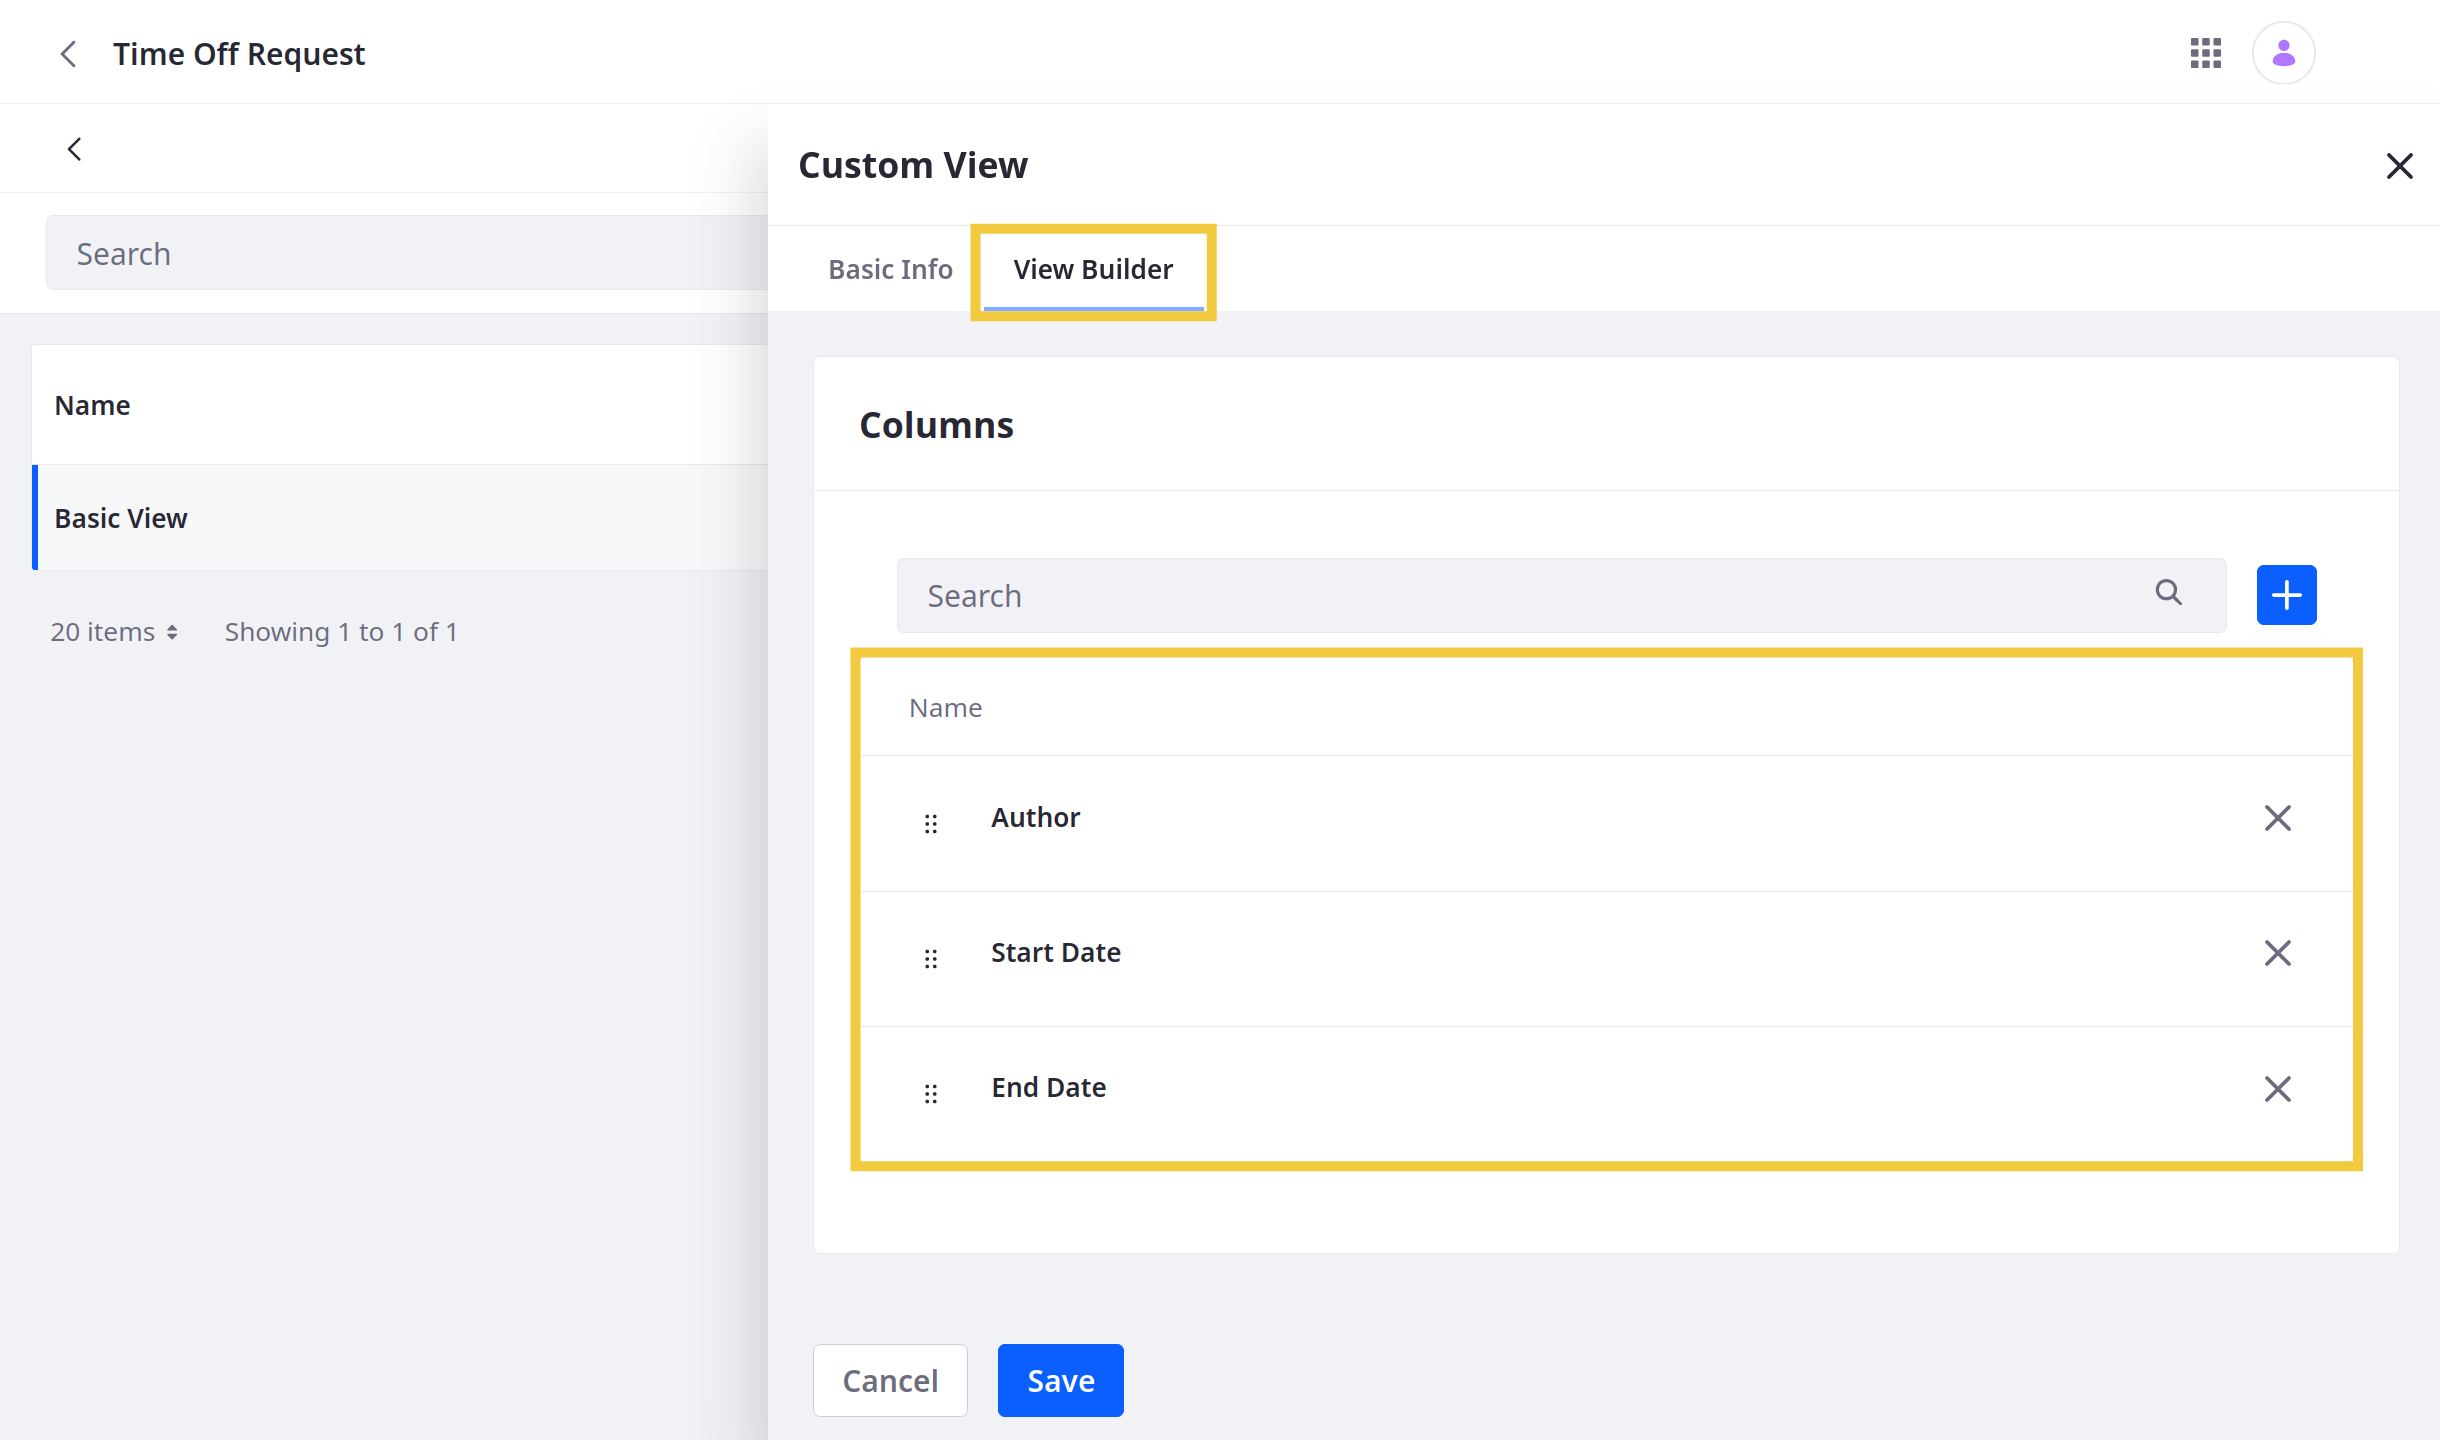 Time Off Request
Custom View
Search
Basic Info
View Builder
Name
Columns
Basic View
Search
20 items
Showing 1 to 1 of 1
Name
Author
Start Date
End Date
Cancel
Save